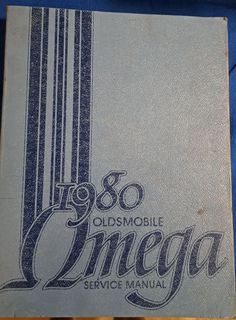 1980
OLDSMOBILE
Omega
SERVICE MANUAL